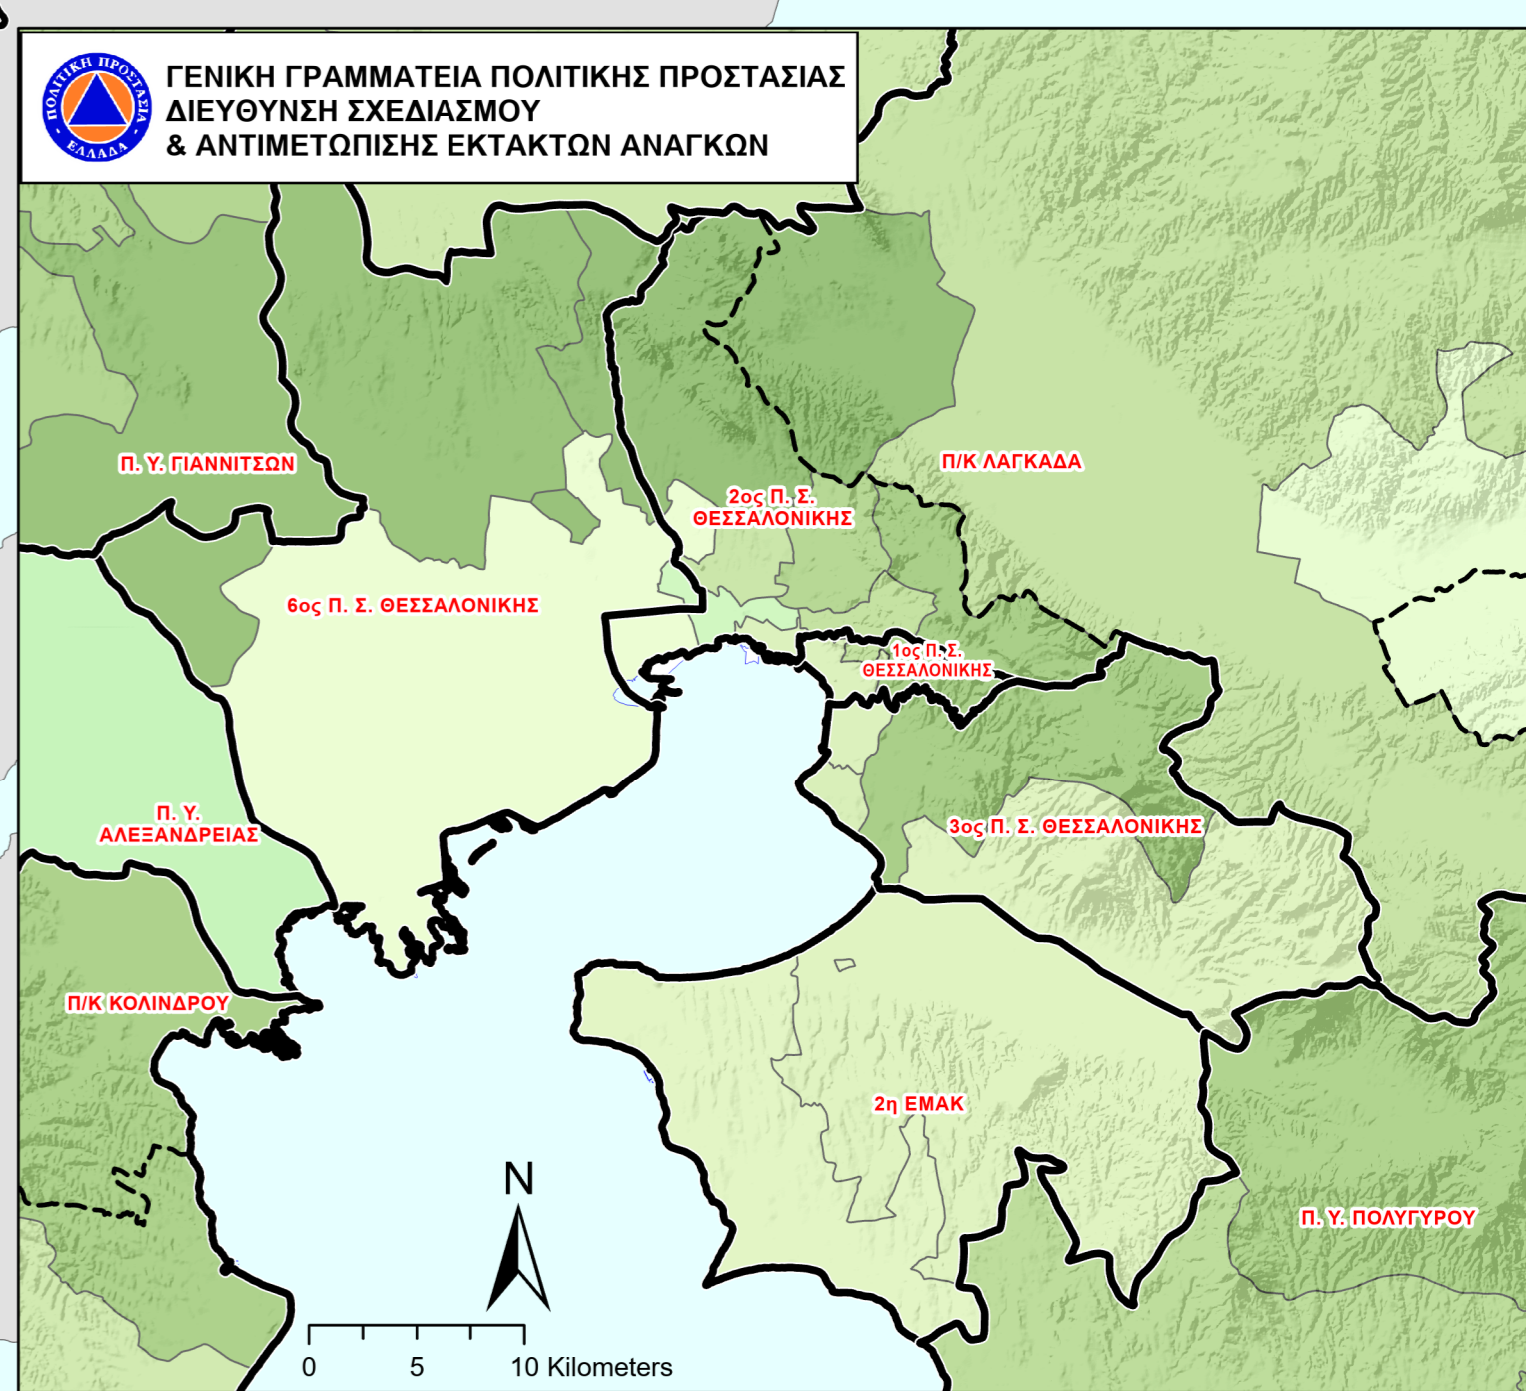 ΠΟΛΙΤΙΚΗ ΠΡΟΣΤΑΣΙΑ
- ΕΛΛΑΔΑ -
ΓΕΝΙΚΗ ΓΡΑΜΜΑΤΕΙΑ ΠΟΛΙΤΙΚΗΣ ΠΡΟΣΤΑΣΙΑΣ
ΔΙΕΥΘΥΝΣΗ ΣΧΕΔΙΑΣΜΟΥ
& ΑΝΤΙΜΕΤΩΠΙΣΗΣ ΕΚΤΑΚΤΩΝ ΑΝΑΓΚΩΝ
Π. Υ. ΓΙΑΝΝΙΤΣΩΝ
Π/Κ ΛΑΓΚΑΔΑ
2ος Π. Σ.
ΘΕΣΣΑΛΟΝΙΚΗΣ
6ος Π. Σ. ΘΕΣΣΑΛΟΝΙΚΗΣ
1ος Π. Σ.
ΘΕΣΣΑΛΟΝΙΚΗΣ
Π. Υ.
ΑΛΕΞΑΝΔΡΕΙΑΣ
3ος Π. Σ. ΘΕΣΣΑΛΟΝΙΚΗΣ
Π/Κ ΚΟΛΙΝΔΡΟΥ
2η ΕΜΑΚ
Π. Υ. ΠΟΛΥΓΥΡΟΥ
N
0 5 10 Kilometers